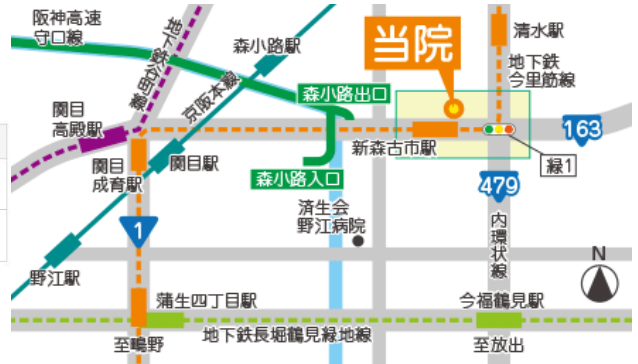 阪神高速
守口線
地下鉄谷町線
森小路駅
京阪本線
当院
清水駅
地下鉄
今里筋線
森小路出口
関目
高殿駅
新森古市駅
163
緑1
関目
成育駅
関目駅
森小路入口
479
済生会
野江病院
内環状線
1
N
野江駅
蒲生四丁目駅
今福鶴見駅
地下鉄長堀鶴見緑地線
至鴫野
至放出